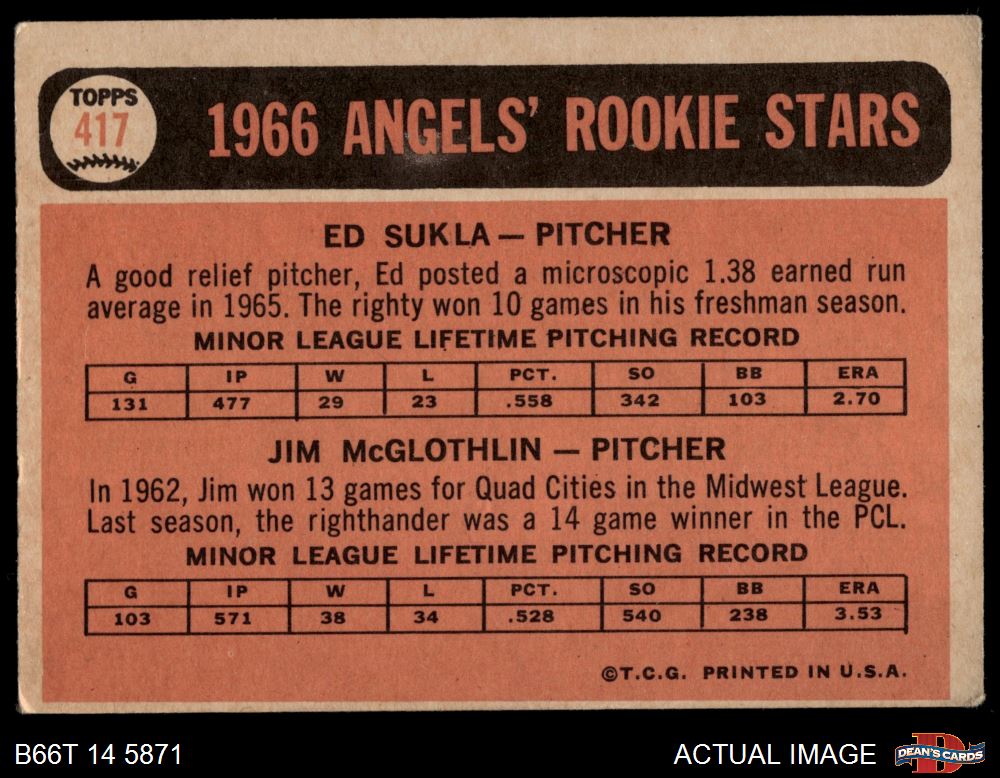 TOPPS
417
1966 ANGELS' ROOKIE STARS
ED SUKLA — PITCHER
A good relief pitcher, Ed posted a microscopic 1.38 earned run
average in 1965. The righty won 10 games in his freshman season.
MINOR LEAGUE LIFETIME PITCHING RECORD
G IP W L PCT. SO BB ERA
131 477 29 23 .558 342 103 2.70
JIM McGLOTHLIN — PITCHER
In 1962, Jim won 13 games for Quad Cities in the Midwest League.
Last season, the righthander was a 14 game winner in the PCL.
MINOR LEAGUE LIFETIME PITCHING RECORD
G IP W L PCT. SO BB ERA
103 571 38 34 .528 540 238 3.53
©T.C.G. PRINTED IN U.S.A.
B66T 14 5871
ACTUAL IMAGE
D
DEAN'S CARDS